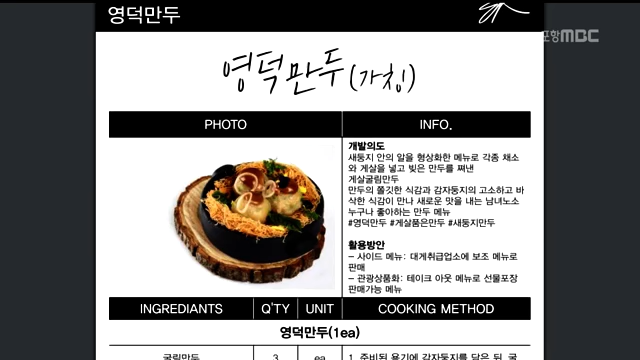 영덕만두
포항MBC
영덕만두(가칭)
PHOTO
INFO.
개발의도
새둥지 안의 알을 형상화한 메뉴로 각종 채소
와 게살을 넣고 빚은 만두를 쪄낸
게살굴림만두
만두의 쫄깃한 식감과 감자둥지의 고소하고 바
삭한 식감이 만나 새로운 맛을 내는 남녀노소
누구나 좋아하는 만두 메뉴
#영덕만두 #게살품은만두 #새둥지만두
활용방안
- 사이드 메뉴: 대게취급업소에 보조 메뉴로
판매
- 관광상품화: 테이크 아웃 메뉴로 선물포장
판매가능 메뉴
INGREDIANTS
Q'TY
UNIT
COOKING METHOD
영덕만두(1ea)
굴림만두
3
ea
1. 준비된 용기에 감자둥지를 담은 뒤, 굴